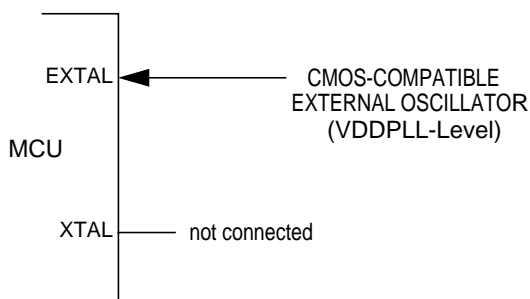 EXTAL
CMOS-COMPATIBLE
EXTERNAL OSCILLATOR
(VDDPLL-Level)
MCU
XTAL
not connected